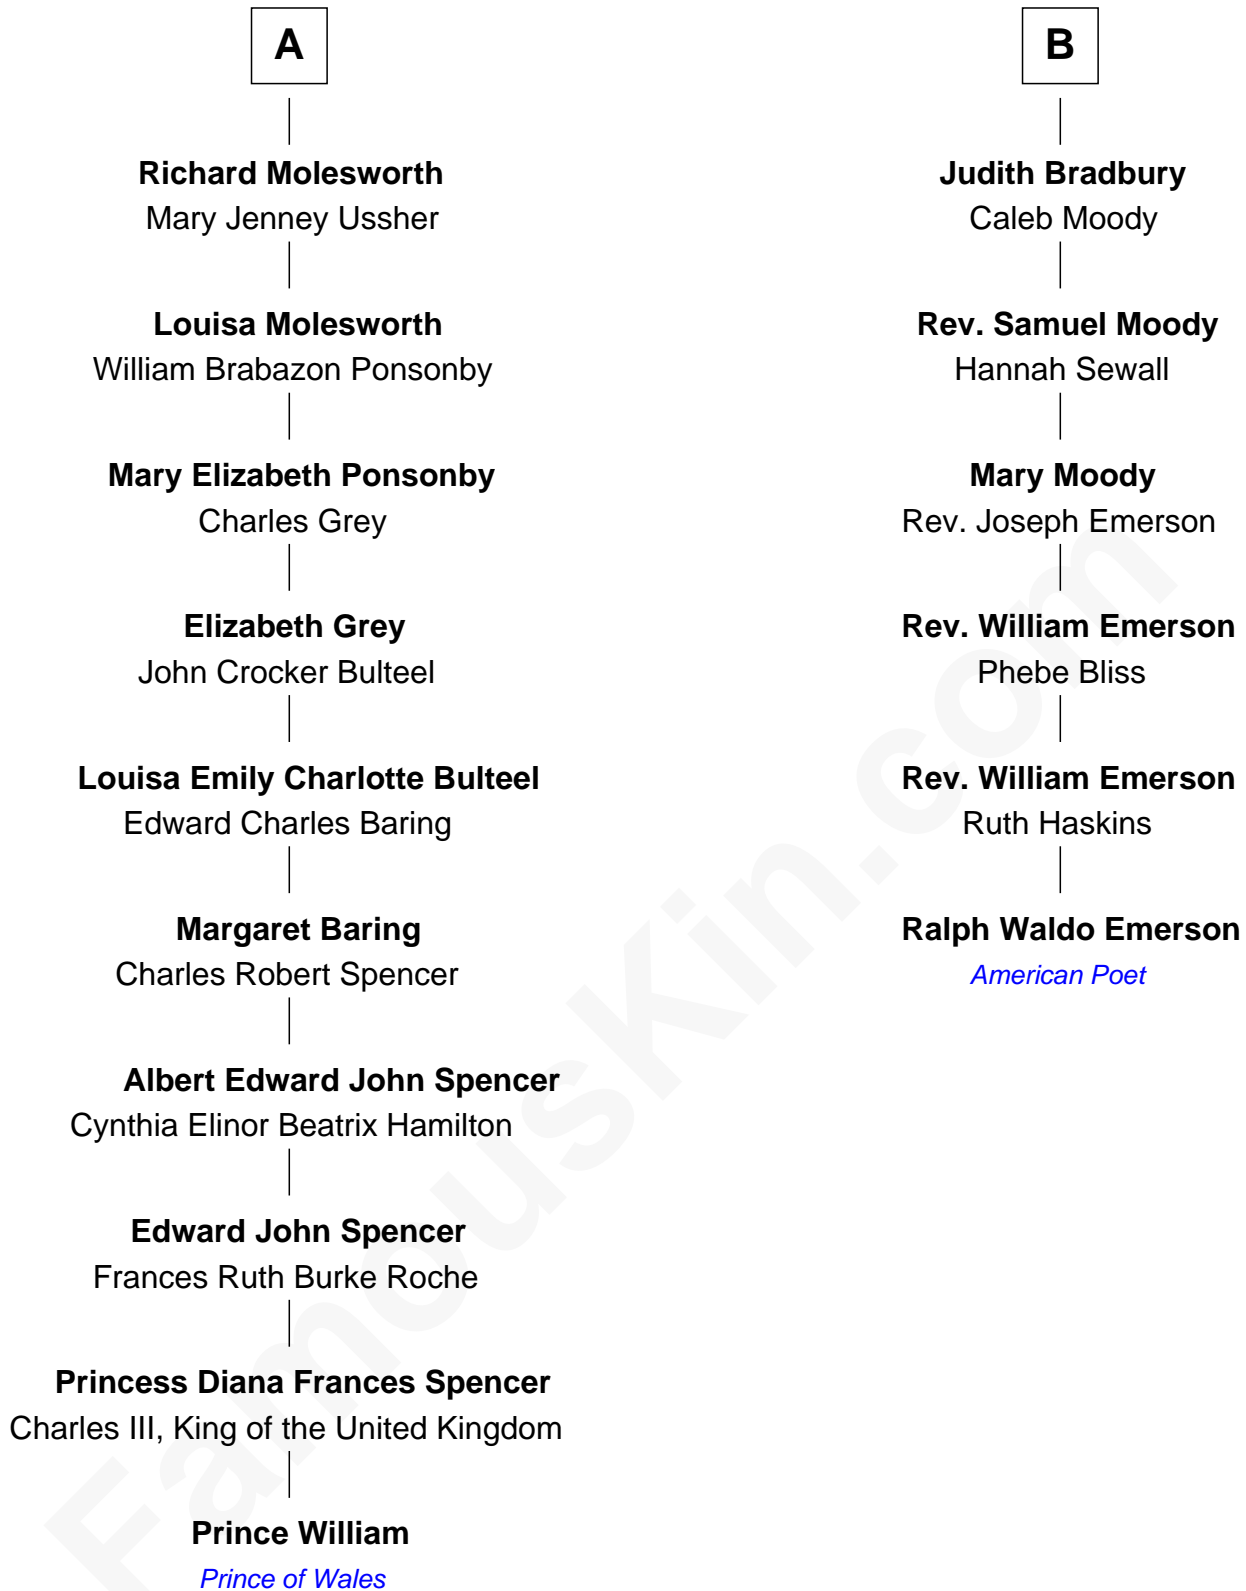 A
Richard Molesworth
Mary Jenney Ussher
Louisa Molesworth
William Brabazon Ponsonby
Mary Elizabeth Ponsonby
Charles Grey
Elizabeth Grey
John Crocker Bulteel
Louisa Emily Charlotte Bulteel
Edward Charles Baring
Margaret Baring
Charles Robert Spencer
Albert Edward John Spencer
Cynthia Elinor Beatrix Hamilton
Edward John Spencer
Frances Ruth Burke Roche
Princess Diana Frances Spencer
Charles III, King of the United Kingdom
Prince William
Prince of Wales
B
Judith Bradbury
Caleb Moody
Rev. Samuel Moody
Hannah Sewall
Mary Moody
Rev. Joseph Emerson
Rev. William Emerson
Phebe Bliss
Rev. William Emerson
Ruth Haskins
Ralph Waldo Emerson
American Poet
FamousKin.com